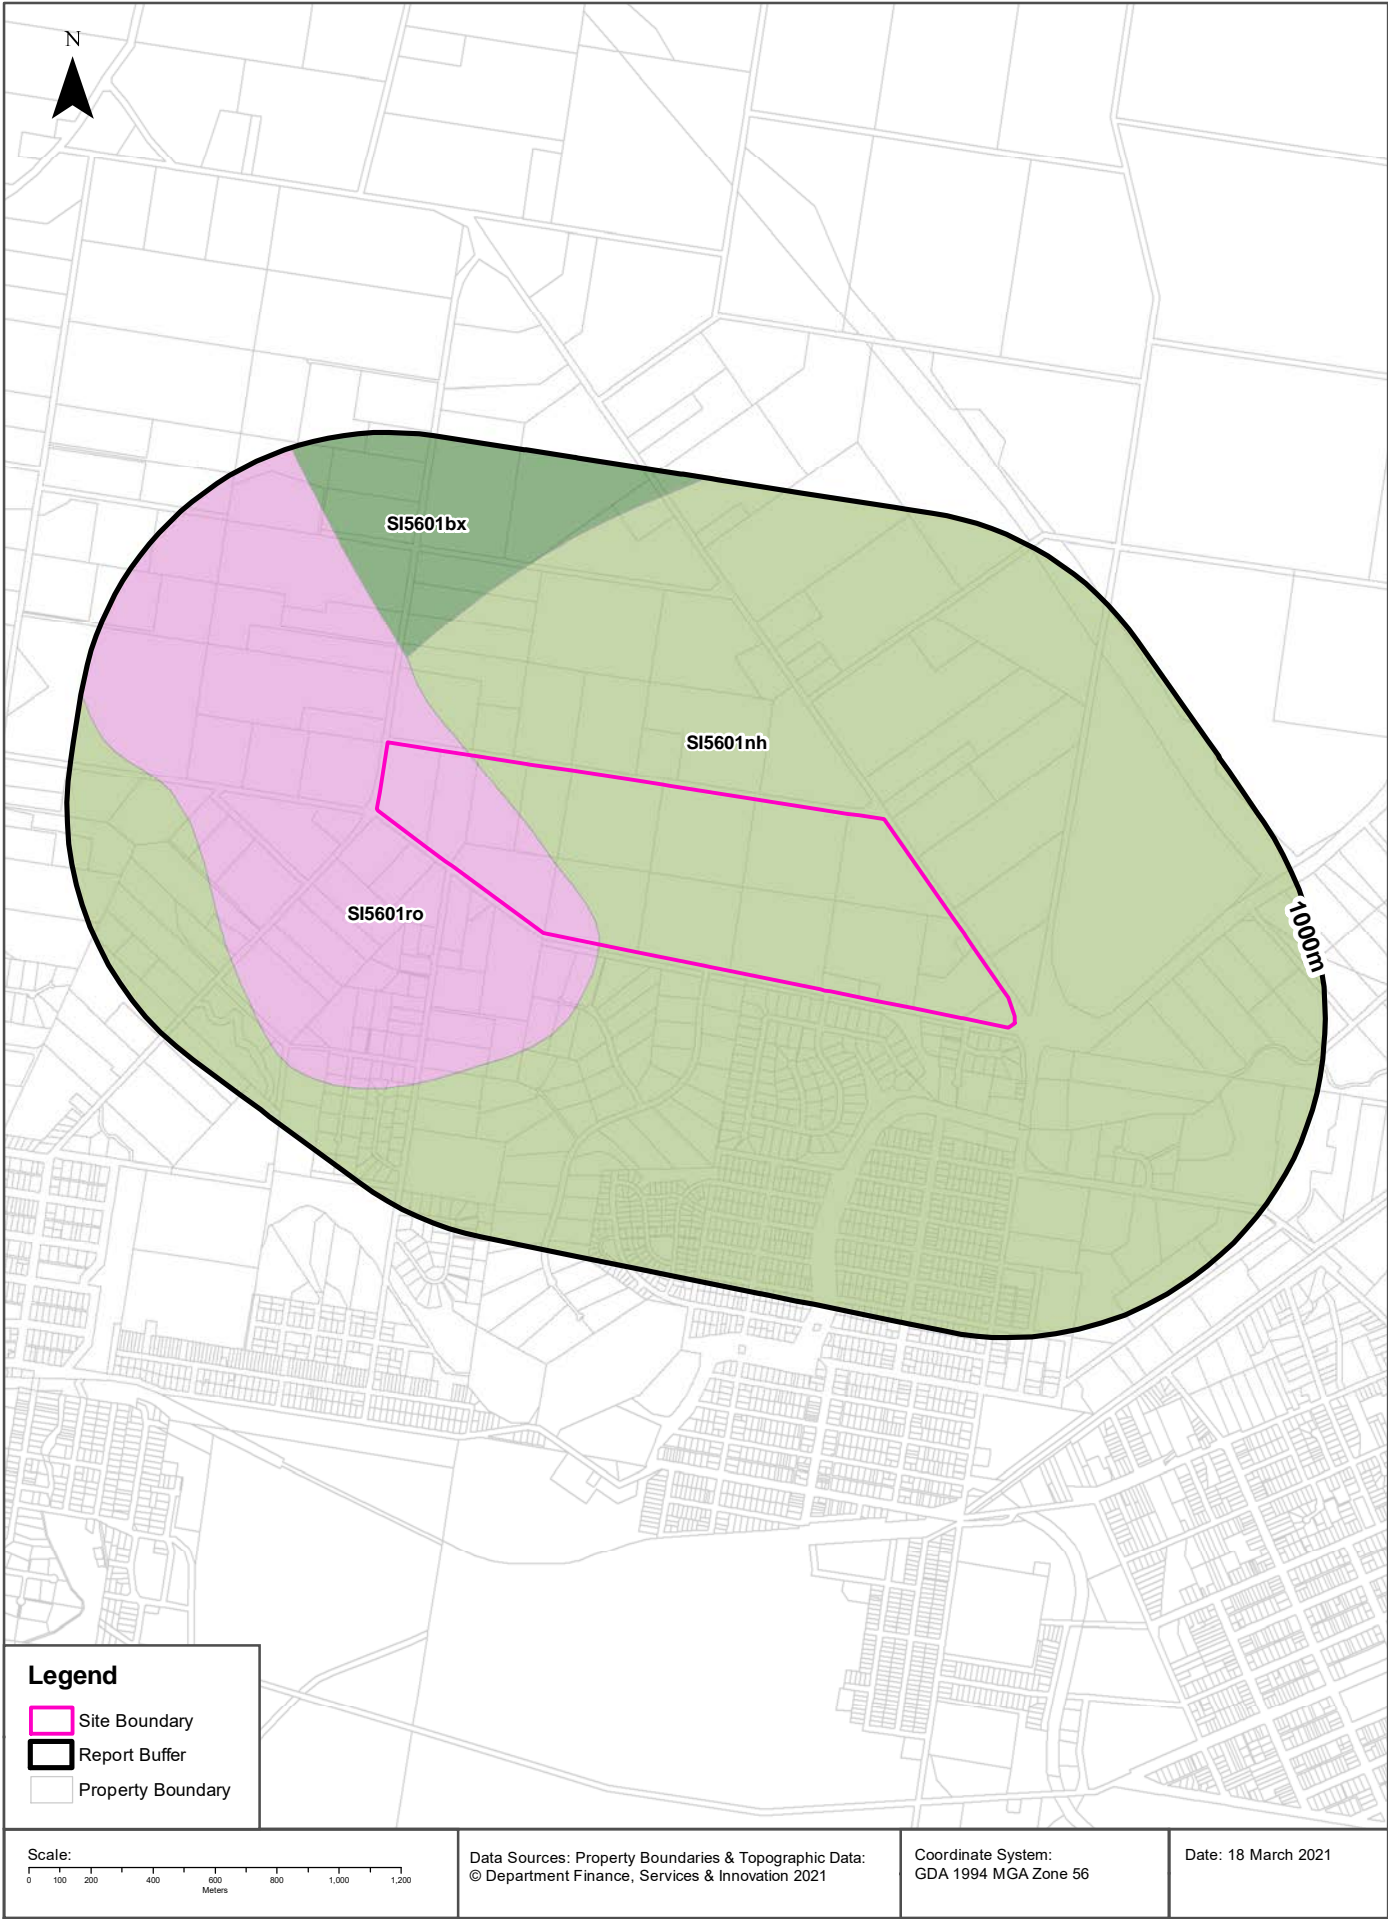 N
SI5601bx
SI5601nh
SI5601ro
1000m
Legend
Site Boundary
Report Buffer
Property Boundary
Scale:
0 100 200 400 600 800 1,000 1,200
Meters
Data Sources: Property Boundaries & Topographic Data:
© Department Finance, Services & Innovation 2021
Coordinate System:
GDA 1994 MGA Zone 56
Date: 18 March 2021